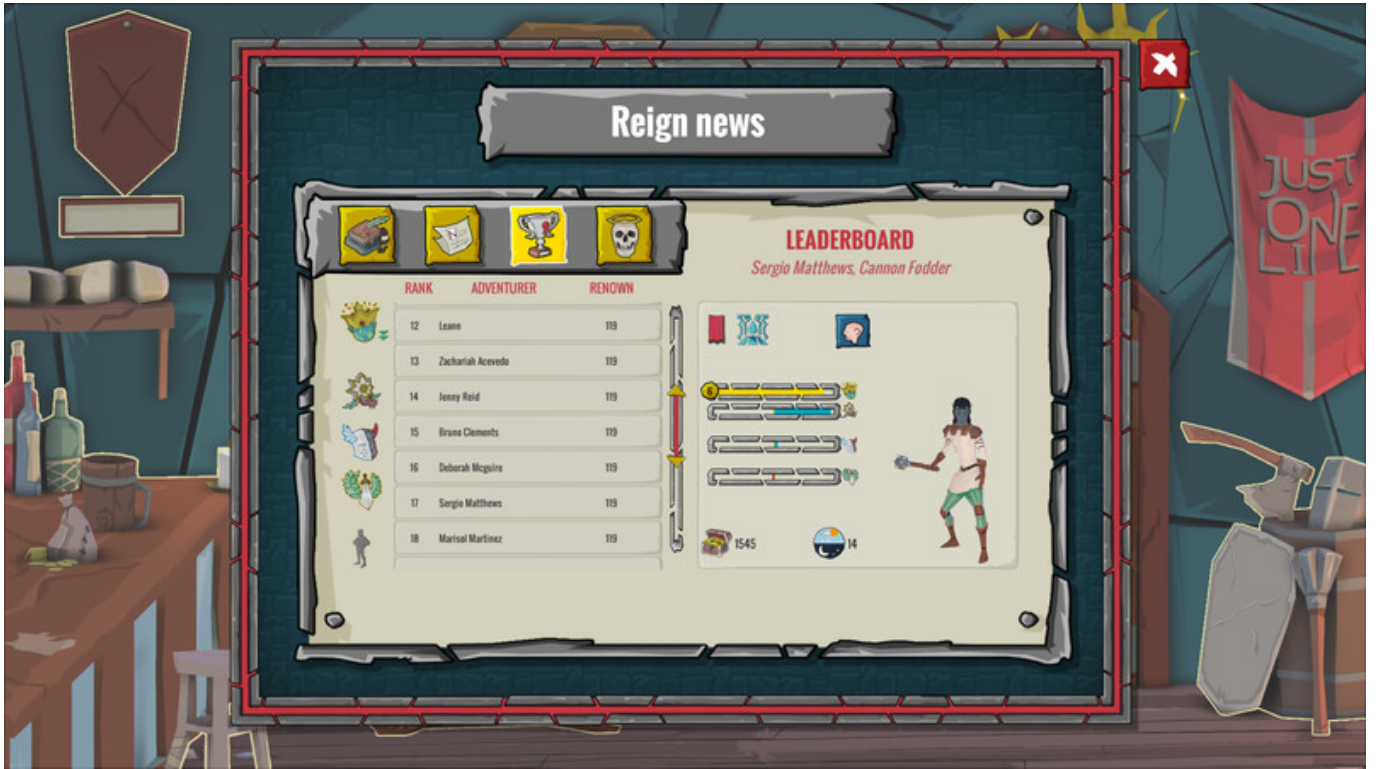 Reign news
JUST
ONE
LIFE
LEADERBOARD
Sergio Matthews, Cannon Fodder
RANK ADVENTURER RENOWN
12 Leann 119
13 Zachariah Acevedo 119
14 Jenny Reid 119
15 Bruno Clements 119
16 Deborah Mcguire 119
17 Sergio Matthews 119
18 Marisol Martinez 119
6
1545
14